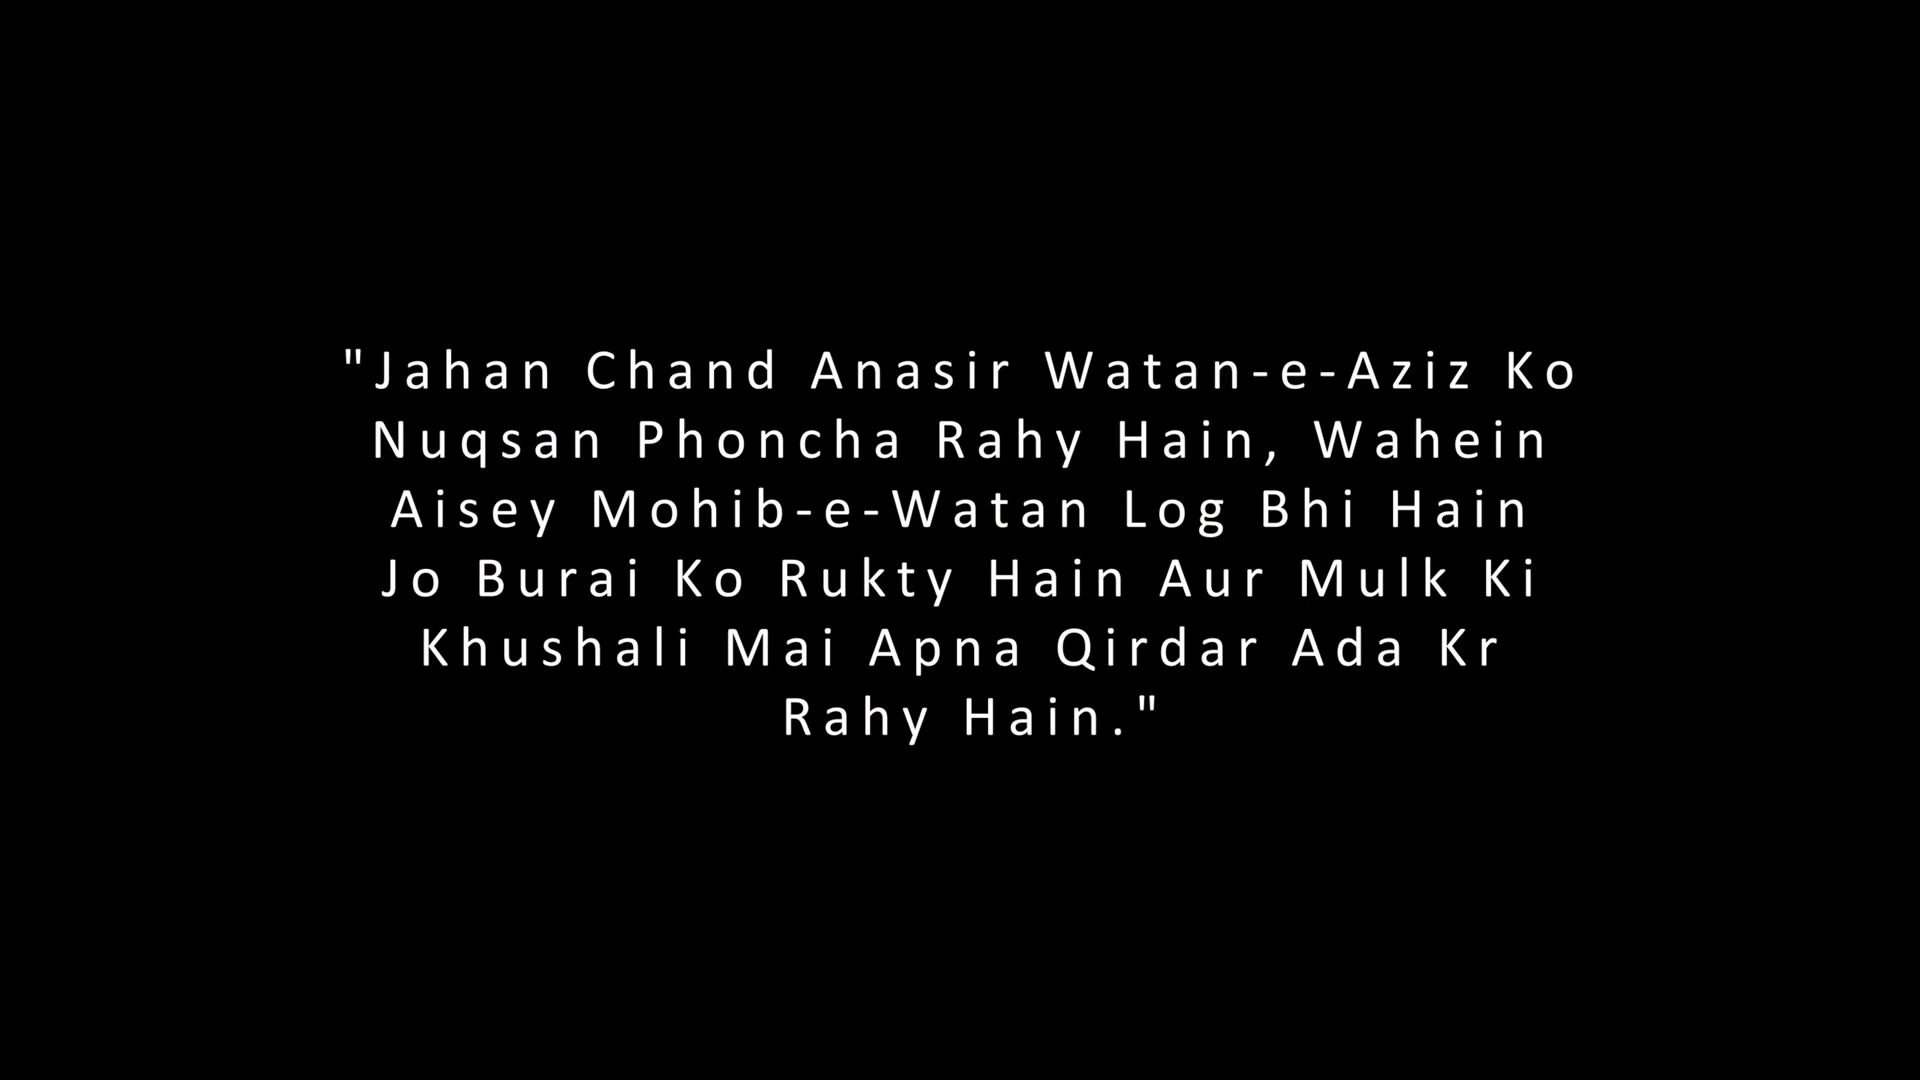 "Jahan Chand Anasir Watan-e-Aziz Ko
Nuqsan Phoncha Rahy Hain, Wahein
Aisey Mohib-e-Watan Log Bhi Hain
Jo Burai Ko Rukty Hain Aur Mulk Ki
Khushali Mai Apna Qirdar Ada Kr
Rahy Hain."